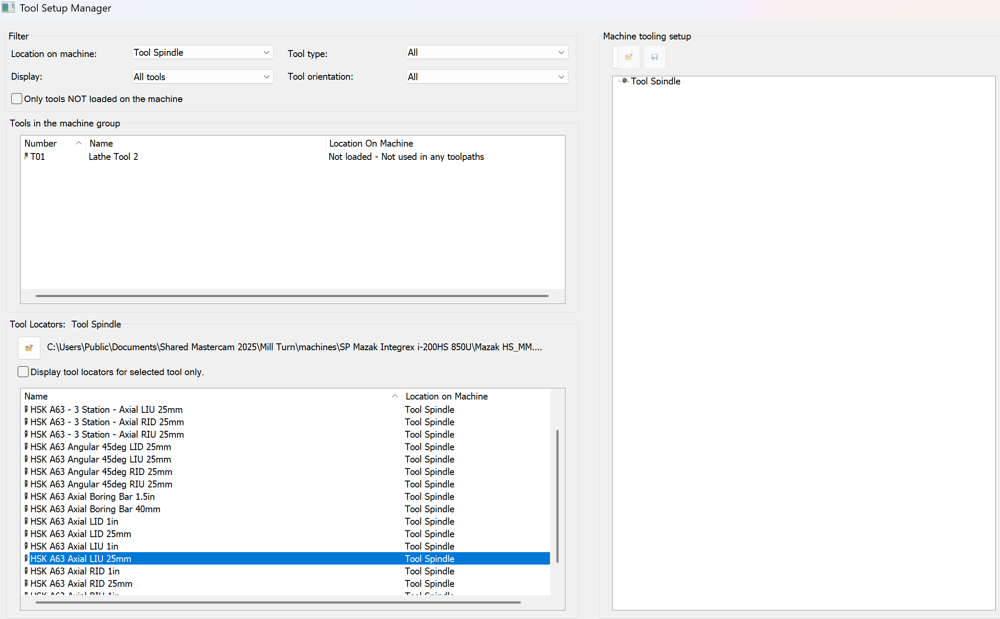 Tool Setup Manager
Filter
Location on machine: Tool Spindle Tool type: All
Display: All tools Tool orientation: All
Only tools NOT loaded on the machine
Tools in the machine group
Number Name Location On Machine
T01 Lathe Tool 2 Not loaded - Not used in any toolpaths
Tool Locators: Tool Spindle
C:\Users\Public\Documents\Shared Mastercam 2025\Mill Turn\machines\SP Mazak Integrex i-200HS 850U\Mazak HS_MM....
Display tool locators for selected tool only.
Name Location on Machine
HSK A63 - 3 Station - Axial LIU 25mm Tool Spindle
HSK A63 - 3 Station - Axial RID 25mm Tool Spindle
HSK A63 - 3 Station - Axial RIU 25mm Tool Spindle
HSK A63 Angular 45deg LID 25mm Tool Spindle
HSK A63 Angular 45deg LIU 25mm Tool Spindle
HSK A63 Angular 45deg RID 25mm Tool Spindle
HSK A63 Angular 45deg RIU 25mm Tool Spindle
HSK A63 Axial Boring Bar 1.5in Tool Spindle
HSK A63 Axial Boring Bar 40mm Tool Spindle
HSK A63 Axial LID 1in Tool Spindle
HSK A63 Axial LID 25mm Tool Spindle
HSK A63 Axial LIU 1in Tool Spindle
HSK A63 Axial LIU 25mm Tool Spindle
HSK A63 Axial RID 1in Tool Spindle
HSK A63 Axial RID 25mm Tool Spindle
HSK A63 Axial RIU 1in Tool Spindle
Machine tooling setup
Tool Spindle